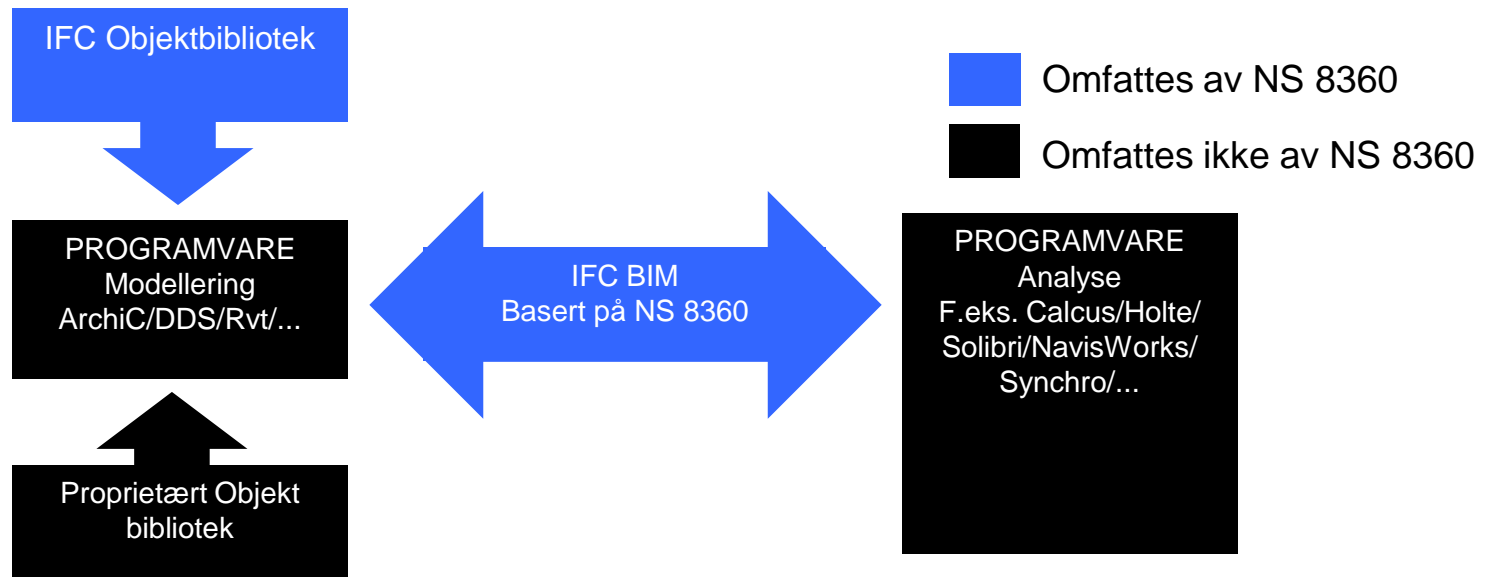 IFC Objektbibliotek
Omfattes av NS 8360
Omfattes ikke av NS 8360
PROGRAMVARE
Modellering
ArchiC/DDS/Rvt/...
IFC BIM
Basert på NS 8360
PROGRAMVARE
Analyse
F.eks. Calcus/Holte/
Solibri/NavisWorks/
Synchro/...
Proprietært Objekt
bibliotek